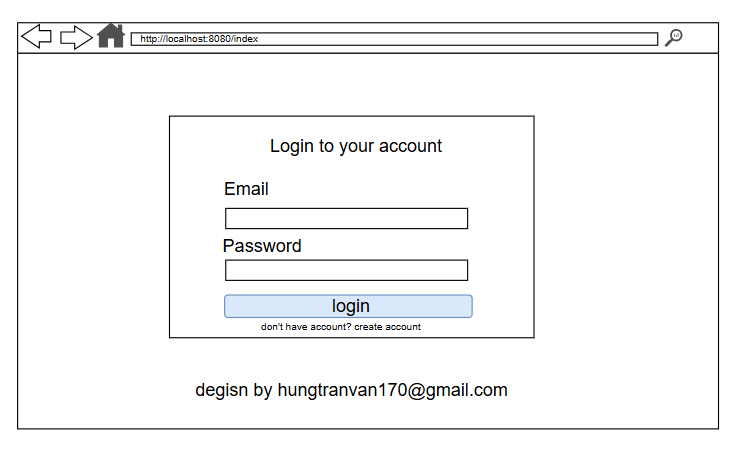 http://localhost:8080/index
Login to your account
Email
Password
login
don't have account? create account
degisn by hungtranvan170@gmail.com